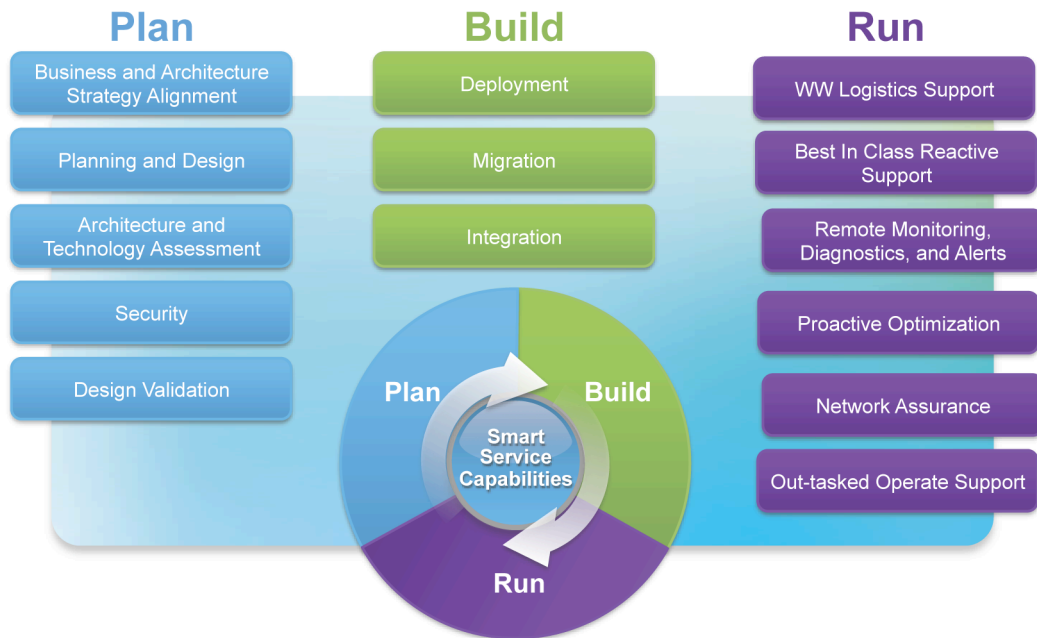 Plan
Business and Architecture
Strategy Alignment
Planning and Design
Architecture and
Technology Assessment
Security
Design Validation
Build
Deployment
Migration
Integration
Run
WW Logistics Support
Best In Class Reactive
Support
Remote Monitoring,
Diagnostics, and Alerts
Proactive Optimization
Network Assurance
Out-tasked Operate Support
Plan
Build
Smart
Service
Capabilities
Run